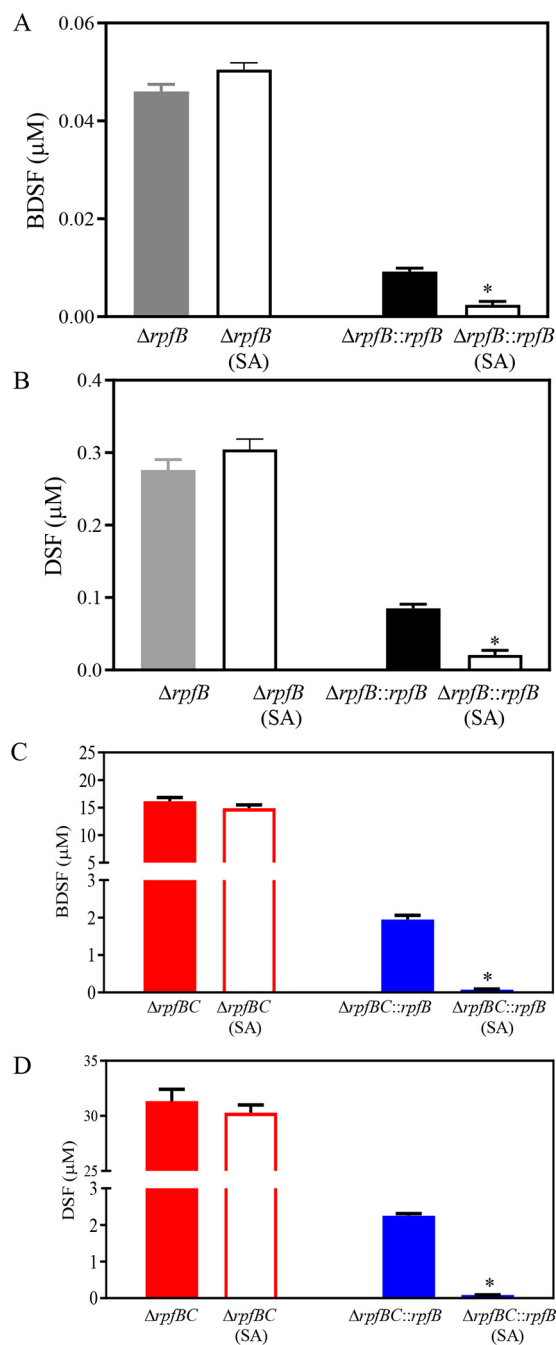 A
BDSF (μM)
0.06
0.04
0.02
0.00
ΔrpfB ΔrpfB ΔrpfB::rpfB ΔrpfB::rpfB
(SA) (SA)
*
B
DSF (μM)
0.4
0.3
0.2
0.1
0.0
ΔrpfB ΔrpfB ΔrpfB::rpfB ΔrpfB::rpfB
(SA) (SA)
*
C
BDSF (μM)
25
20
15
10
5
3
2
1
0
ΔrpfBC ΔrpfBC ΔrpfBC::rpfB ΔrpfBC::rpfB
(SA) (SA)
*
D
DSF (μM)
35
30
25
3
2
1
0
ΔrpfBC ΔrpfBC ΔrpfBC::rpfB ΔrpfBC::rpfB
(SA) (SA)
*